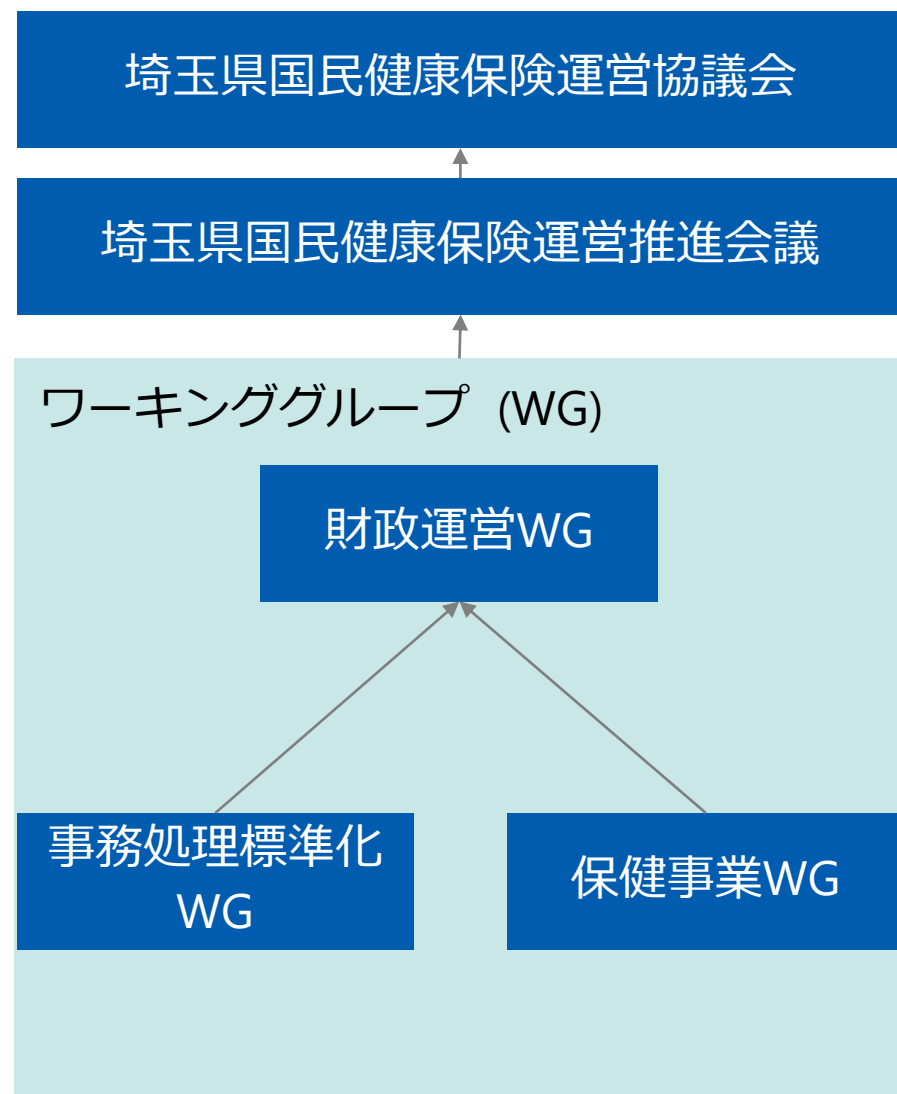 埼玉県国民健康保険運営協議会
埼玉県国民健康保険運営推進会議
ワーキンググループ (WG)
財政運営WG
事務処理標準化
WG
保健事業WG